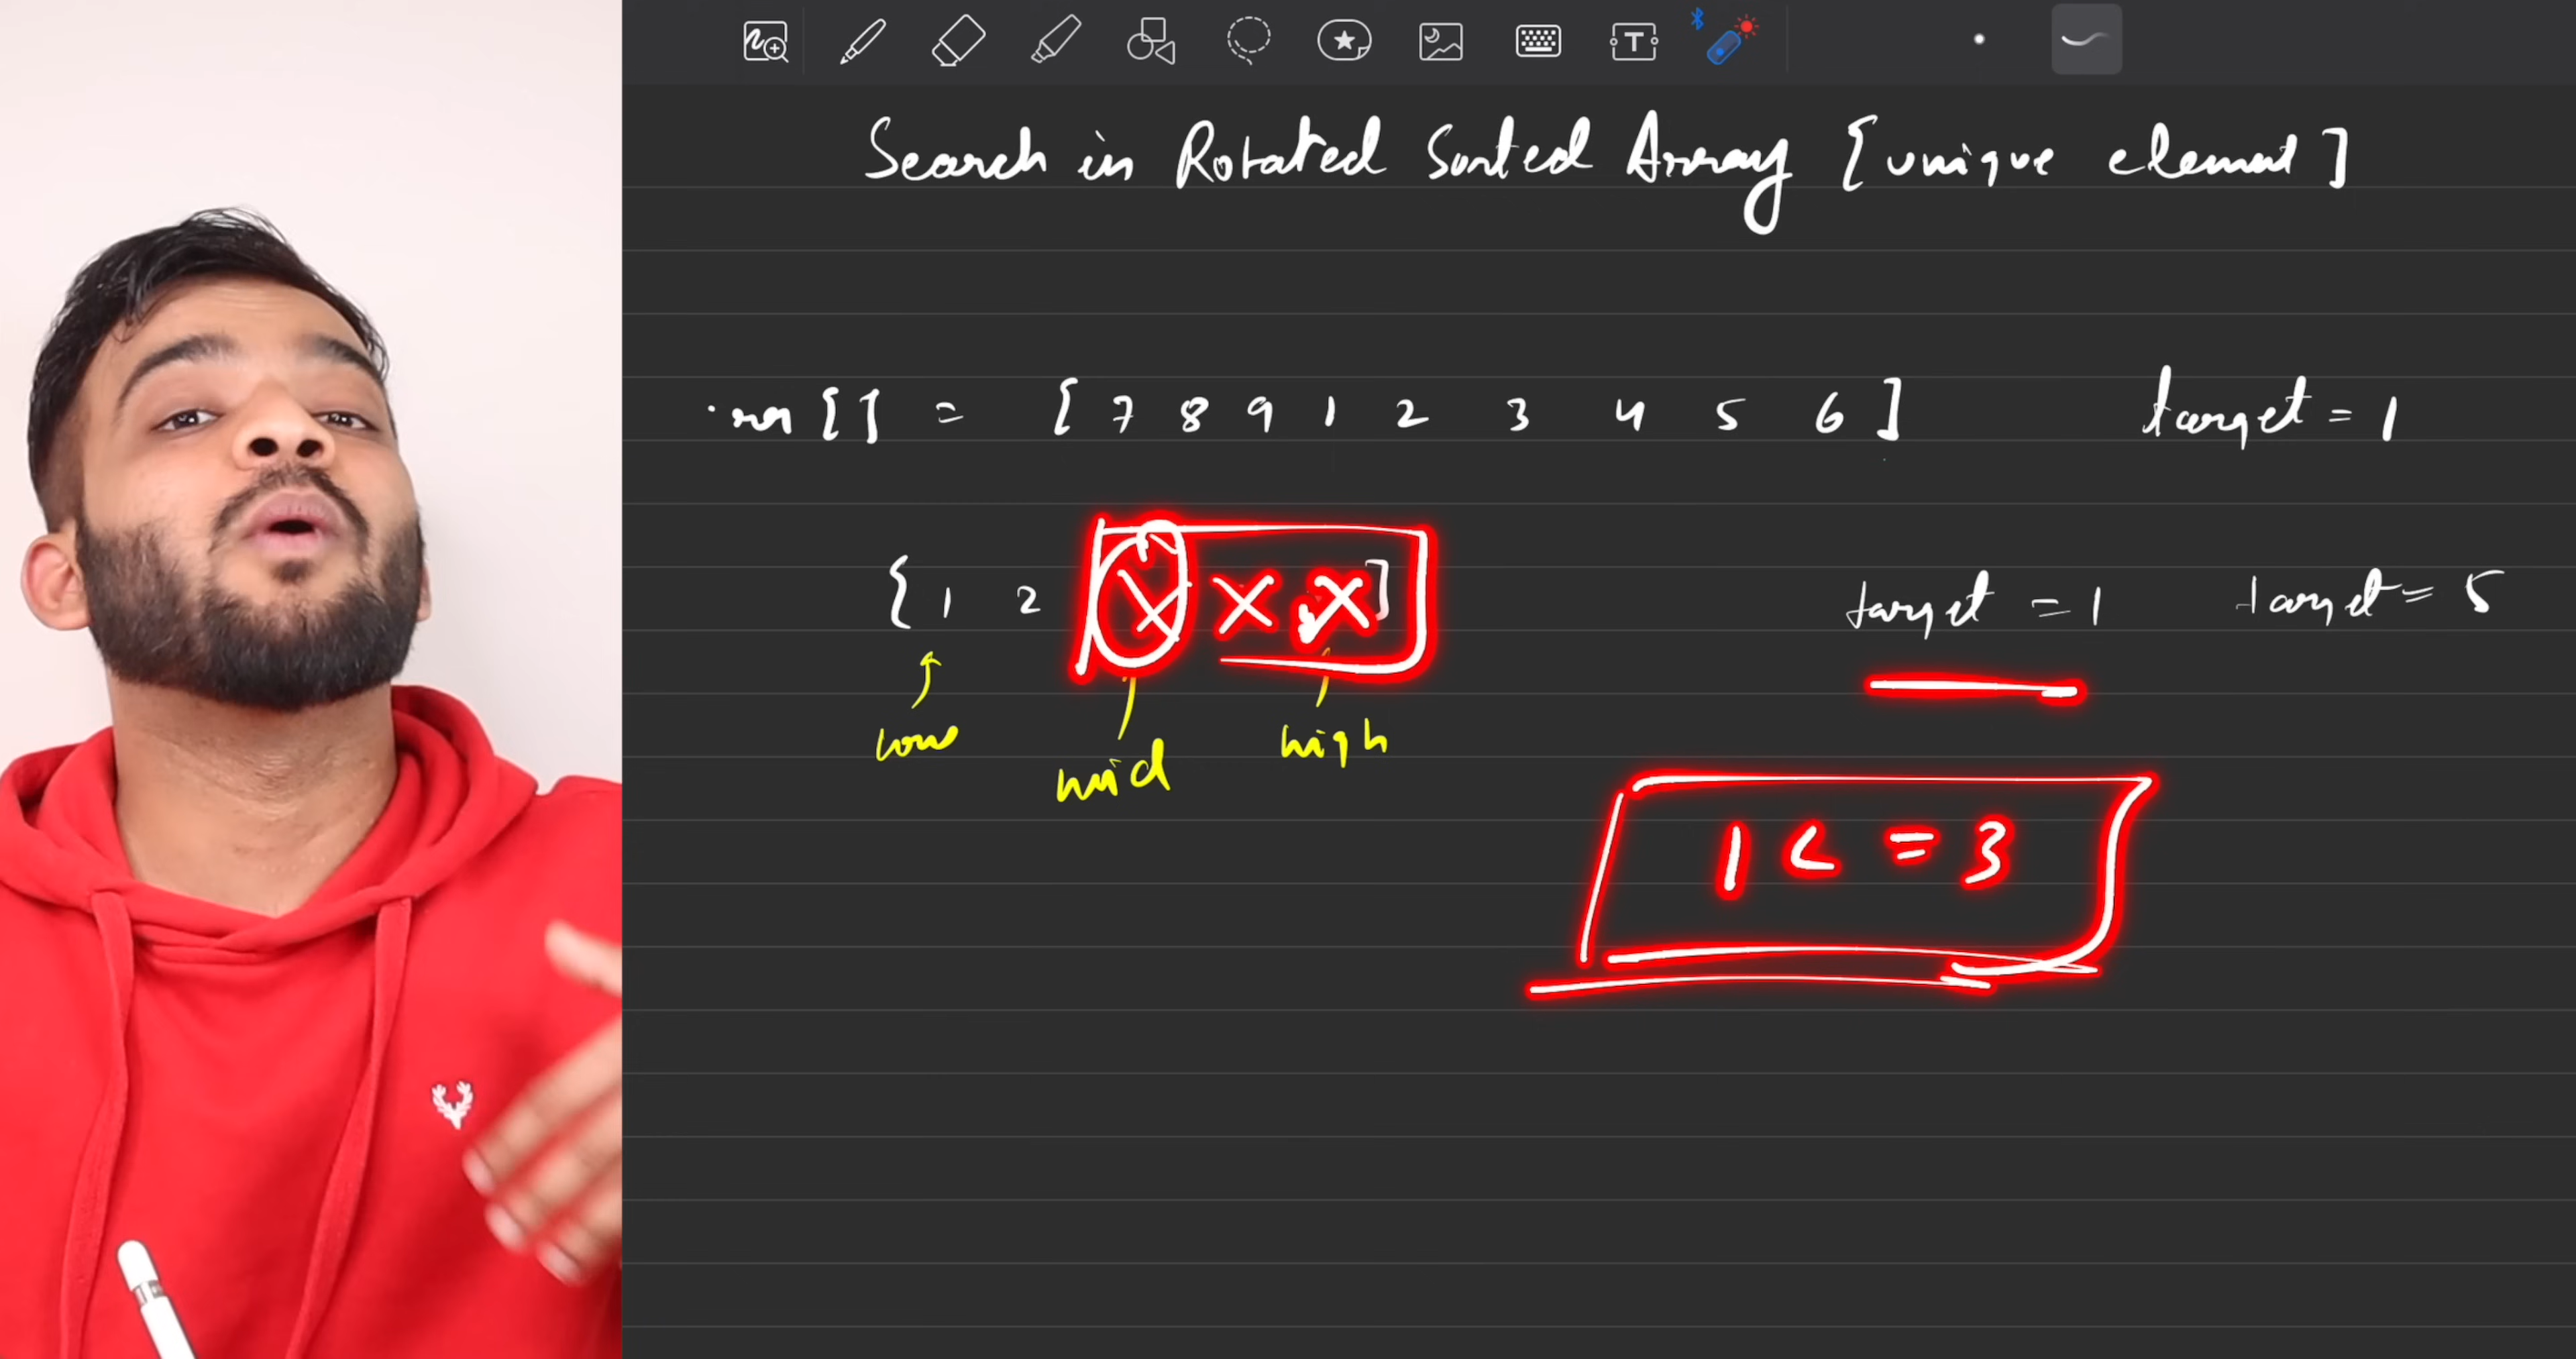 Search in Rotated Sorted Array [unique element]
arr[] = [ 7 8 9 1 2 3 4 5 6 ] target = 1
{ 1 2 ] target = 1 target = 5
low mid high
1 < = 3